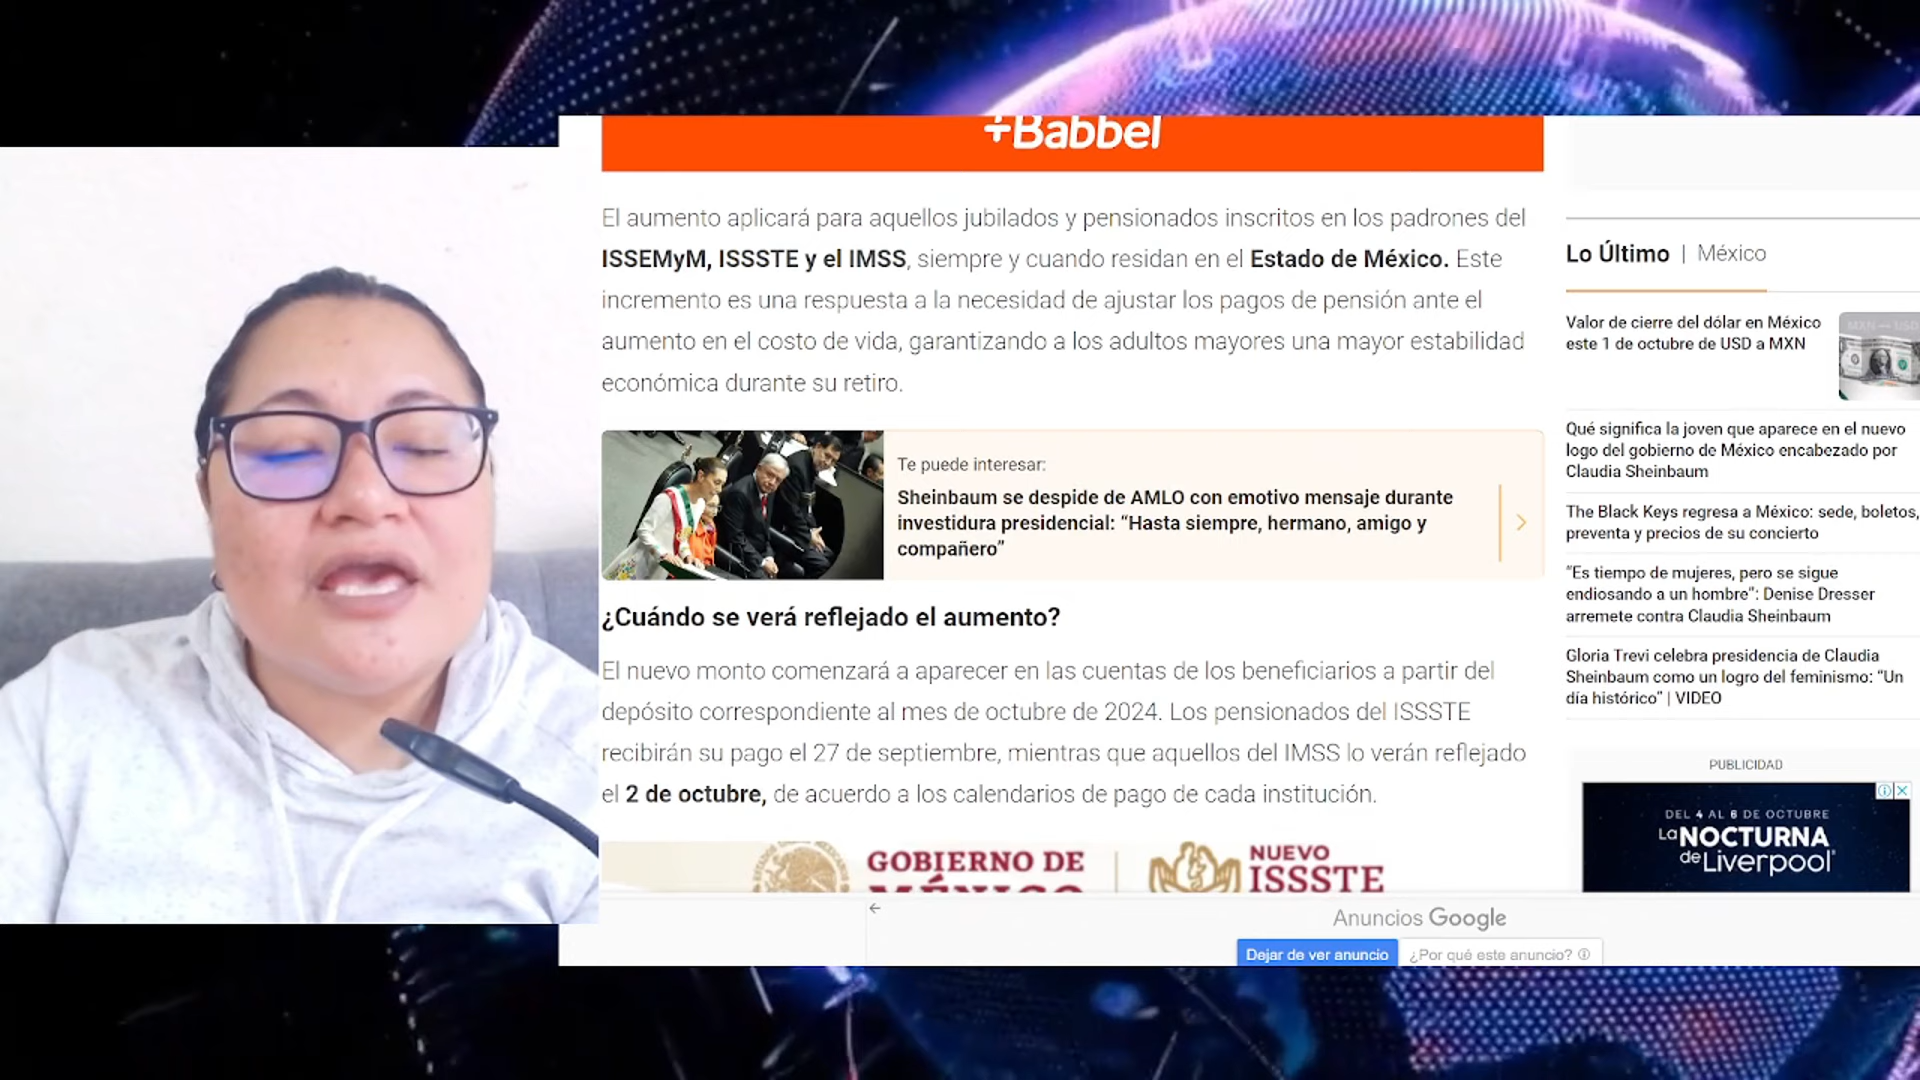 +Babbel
El aumento aplicará para aquellos jubilados y pensionados inscritos en los padrones del
ISSEMyM, ISSSTE y el IMSS, siempre y cuando residan en el Estado de México. Este
incremento es una respuesta a la necesidad de ajustar los pagos de pensión ante el
aumento en el costo de vida, garantizando a los adultos mayores una mayor estabilidad
económica durante su retiro.
Te puede interesar:
Sheinbaum se despide de AMLO con emotivo mensaje durante
investidura presidencial: “Hasta siempre, hermano, amigo y
compañero”
¿Cuándo se verá reflejado el aumento?
El nuevo monto comenzará a aparecer en las cuentas de los beneficiarios a partir del
depósito correspondiente al mes de octubre de 2024. Los pensionados del ISSSTE
recibirán su pago el 27 de septiembre, mientras que aquellos del IMSS lo verán reflejado
el 2 de octubre, de acuerdo a los calendarios de pago de cada institución.
GOBIERNO DE
MÉXICO
NUEVO
ISSSTE
Lo Último | México
Valor de cierre del dólar en México
este 1 de octubre de USD a MXN
Qué significa la joven que aparece en el nuevo
logo del gobierno de México encabezado por
Claudia Sheinbaum
The Black Keys regresa a México: sede, boletos,
preventa y precios de su concierto
“Es tiempo de mujeres, pero se sigue
endiosando a un hombre”: Denise Dresser
arremete contra Claudia Sheinbaum
Gloria Trevi celebra presidencia de Claudia
Sheinbaum como un logro del feminismo: “Un
día histórico” | VIDEO
PUBLICIDAD
DEL 4 AL 6 DE OCTUBRE
La NOCTURNA
de Liverpool
Anuncios Google
Dejar de ver anuncio
¿Por qué este anuncio?